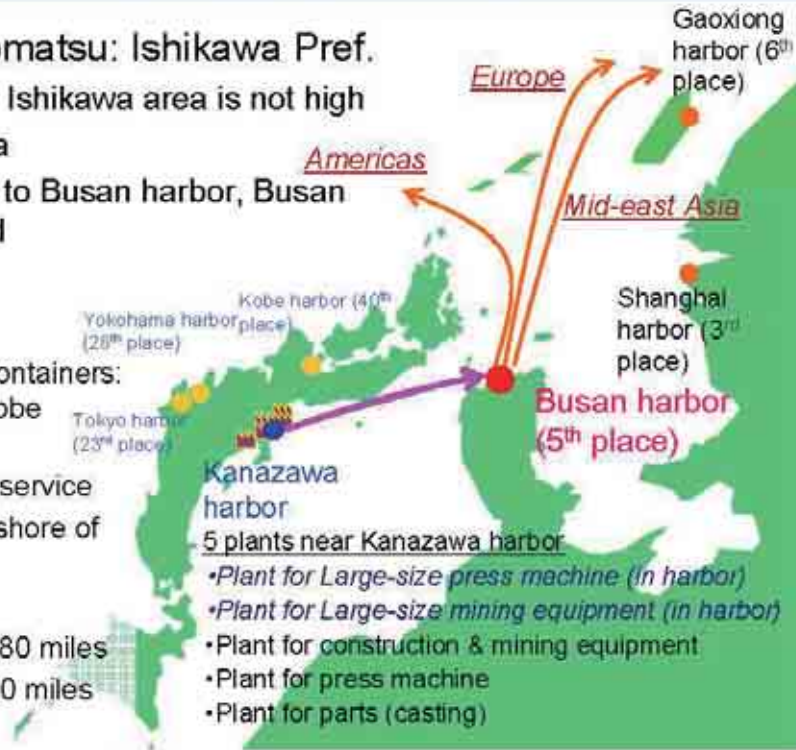 omatsu: Ishikawa Pref.
Ishikawa area is not high
a
to Busan harbor, Busan
d
ontainers:
obe
service
shore of
80 miles
0 miles
Gaoxiong
harbor (6th
place)
Europe
Americas
Mid-east Asia
Shanghai
harbor (3rd
place)
Kobe harbor (40th
place)
Yokohama harbor
(28th place)
Tokyo harbor
(23rd place)
Busan harbor
(5th place)
Kanazawa
harbor
5 plants near Kanazawa harbor
•Plant for Large-size press machine (in harbor)
•Plant for Large-size mining equipment (in harbor)
•Plant for construction & mining equipment
•Plant for press machine
•Plant for parts (casting)